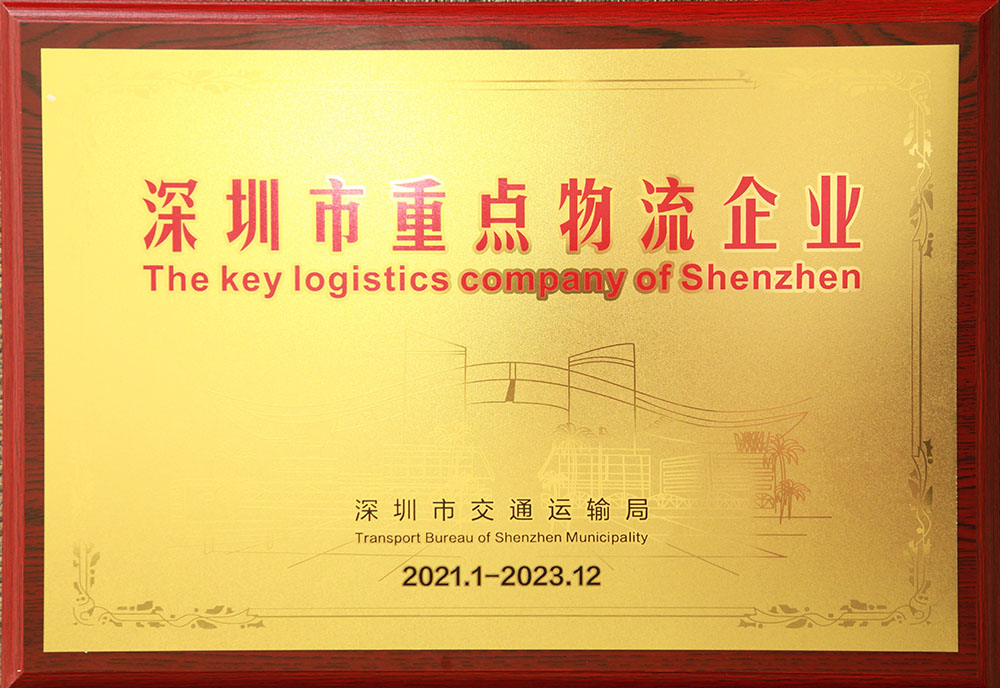 深圳市重点物流企业
The key logistics company of Shenzhen
深圳市交通运输局
Transport Bureau of Shenzhen Municipality
2021.1-2023.12